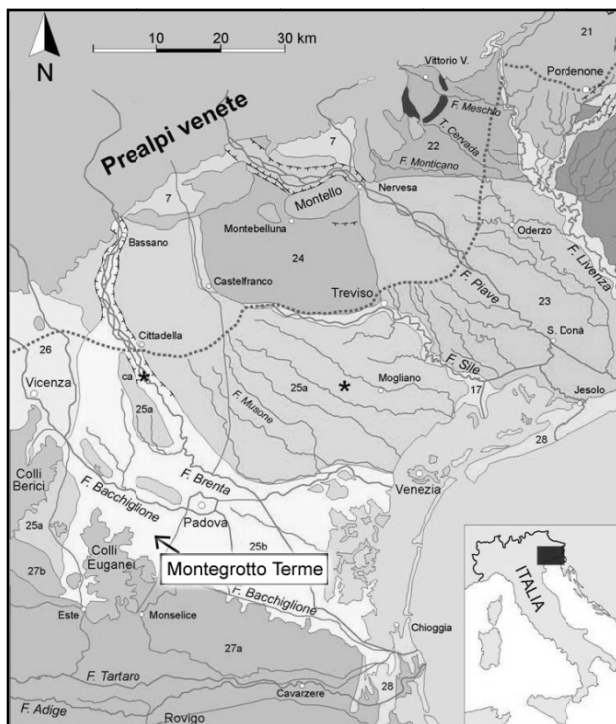 N
0 10 20 30 km
21
Vittorio V.
Pordenone
F. Meschio
Prealpi venete
T. Cervada
7
22
F. Monticano
7
Nervesa
Montello
Montebelluna
Oderzo
F. Livenza
Bassano
24
Castelfranco
Treviso
F. Piave
23
Cittadella
S. Donà
26
F. Sile
Vicenza
ca *
25a * Mogliano
Jesolo
25a
F. Musone
17
28
Colli
Berici
F. Brenta
Venezia
F. Bacchiglione
Padova
25a
25b
Colli
Euganei
27b
Montegrotto Terme
F. Bacchiglione
Este
Monselice
Chioggia
27a
F. Tartaro
28
Cavarzere
F. Adige
Rovigo
ITALIA